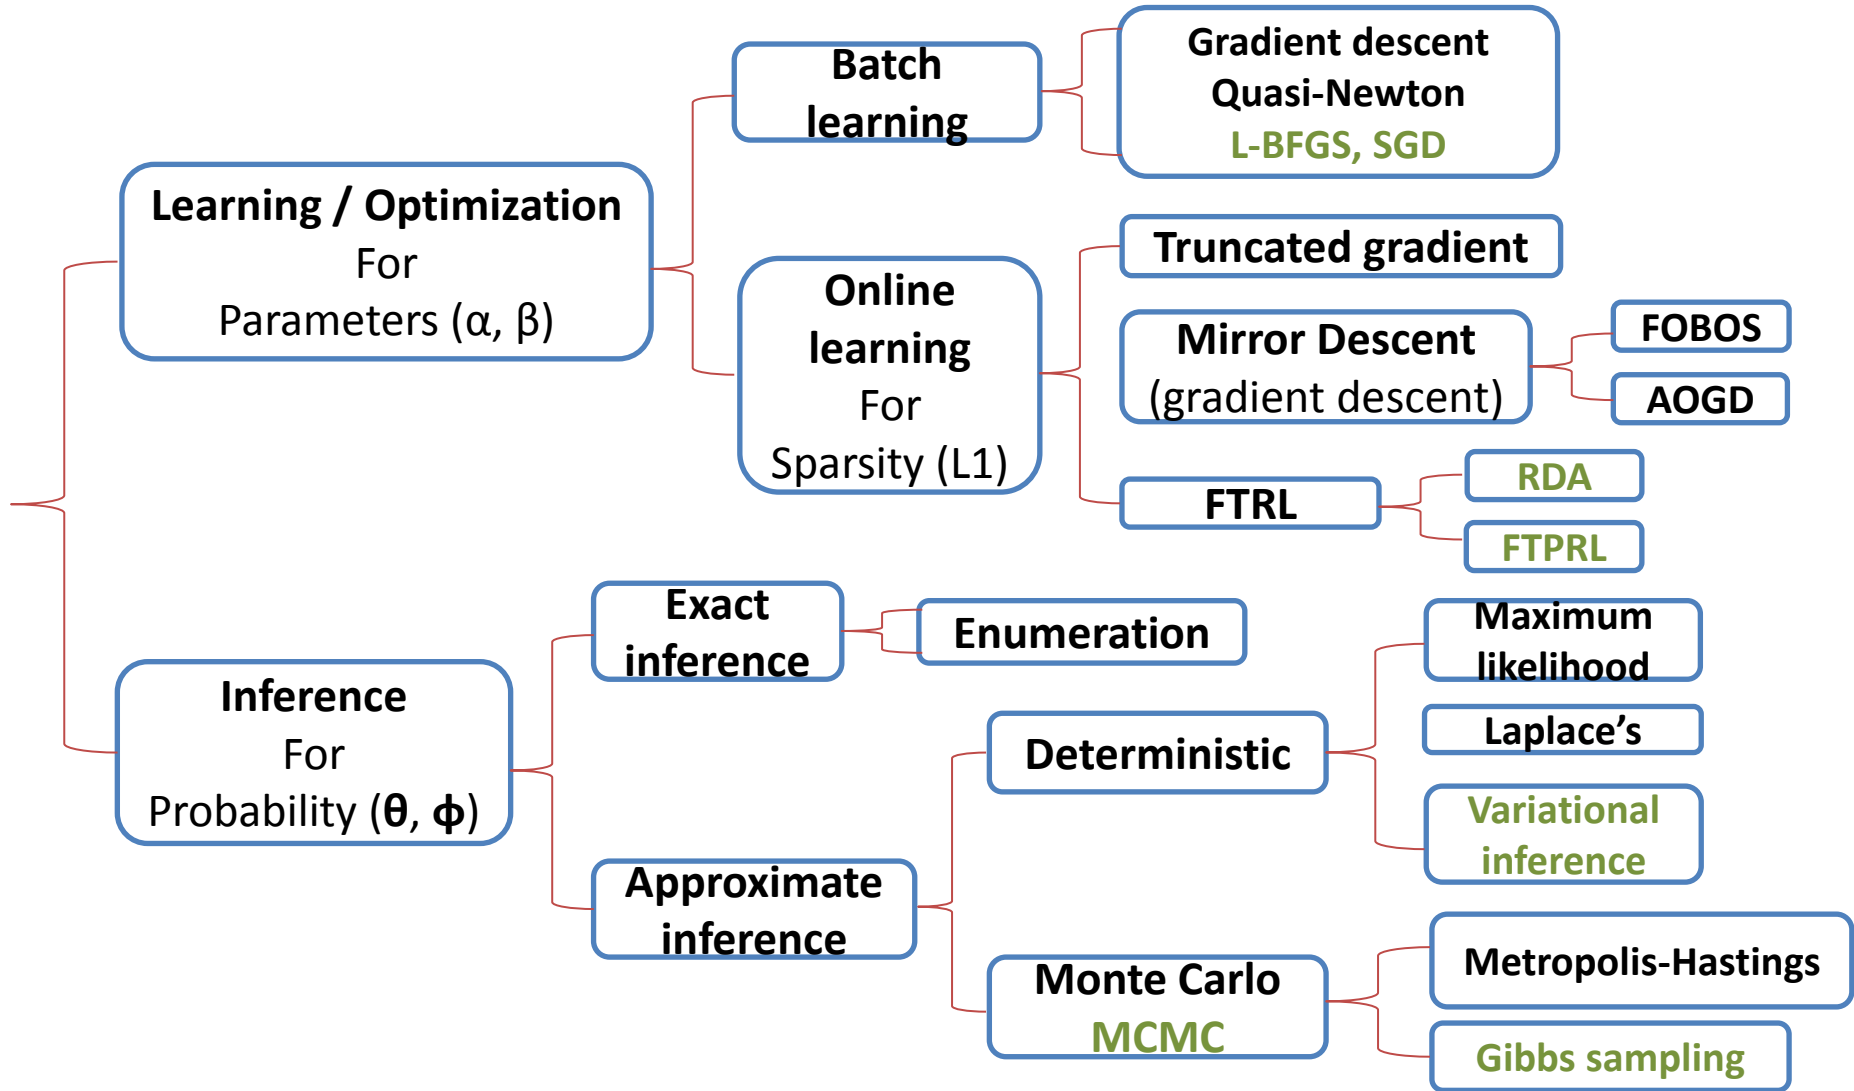 Learning / Optimization
For
Parameters (α, β)
Batch
learning
Gradient descent
Quasi-Newton
L-BFGS, SGD
Online
learning
For
Sparsity (L1)
Truncated gradient
Mirror Descent
(gradient descent)
FOBOS
AOGD
FTRL
RDA
FTPRL
Inference
For
Probability (θ, ϕ)
Exact
inference
Enumeration
Approximate
inference
Deterministic
Maximum
likelihood
Laplace’s
Variational
inference
Monte Carlo
MCMC
Metropolis-Hastings
Gibbs sampling